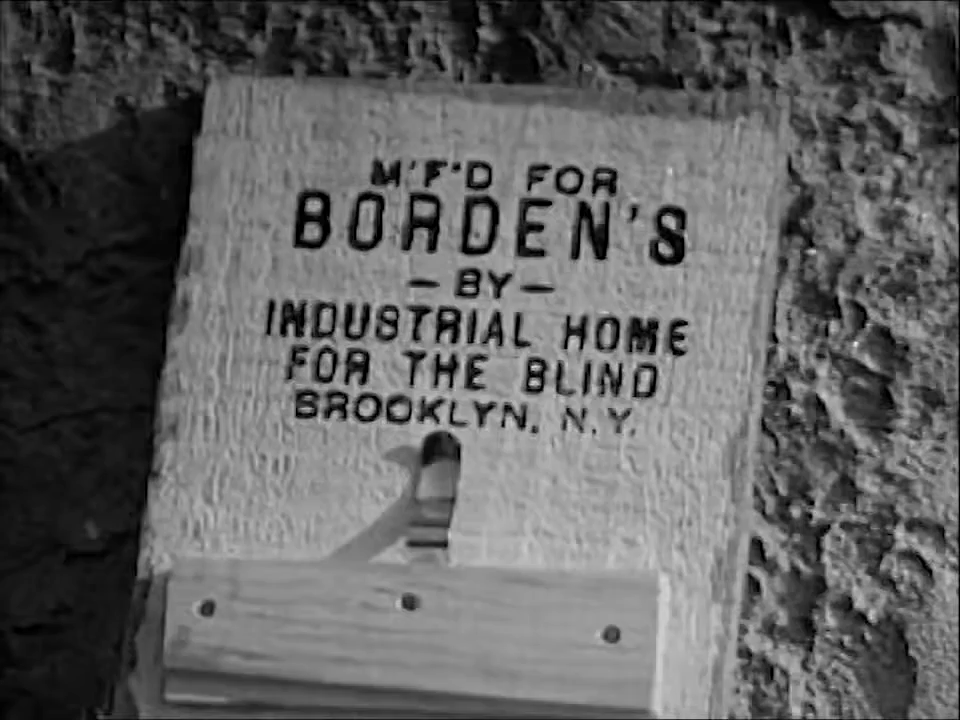 M'F'D FOR
BORDEN'S
—BY—
INDUSTRIAL HOME
FOR THE BLIND
BROOKLYN, N.Y.